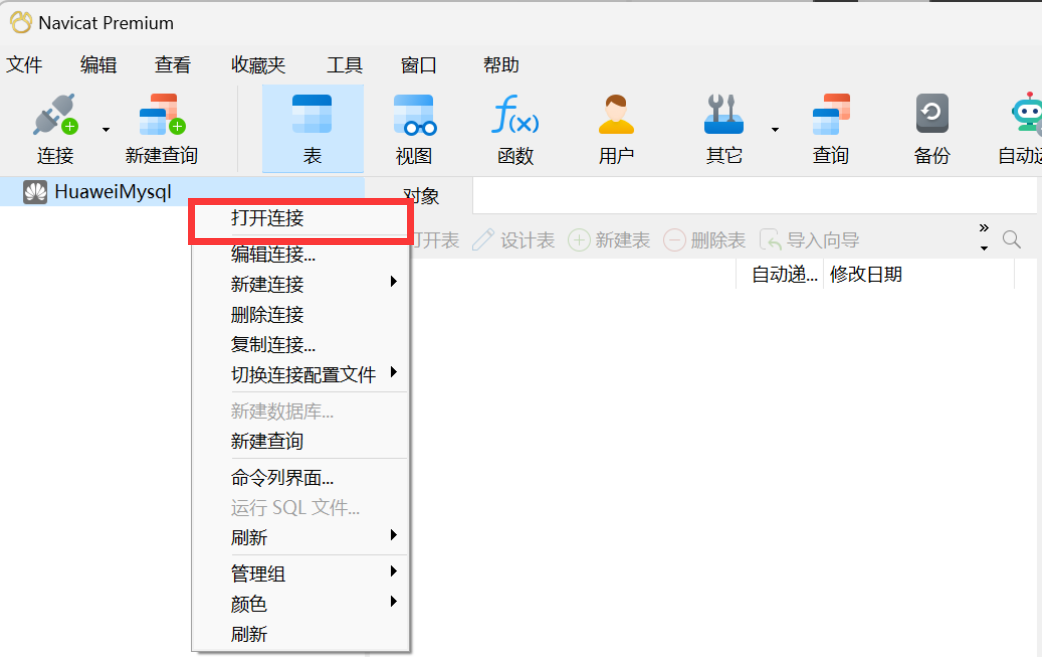 Navicat Premium
文件 编辑 查看 收藏夹 工具 窗口 帮助
连接 新建查询 表 视图 函数 用户 其它 查询 备份 自动运
HuaweiMysql
对象
打开连接
编辑连接...
新建连接
删除连接
复制连接...
切换连接配置文件
新建数据库...
新建查询
命令列界面...
运行 SQL 文件...
刷新
管理组
颜色
刷新
开表 设计表 新建表 删除表 导入向导
自动递... 修改日期